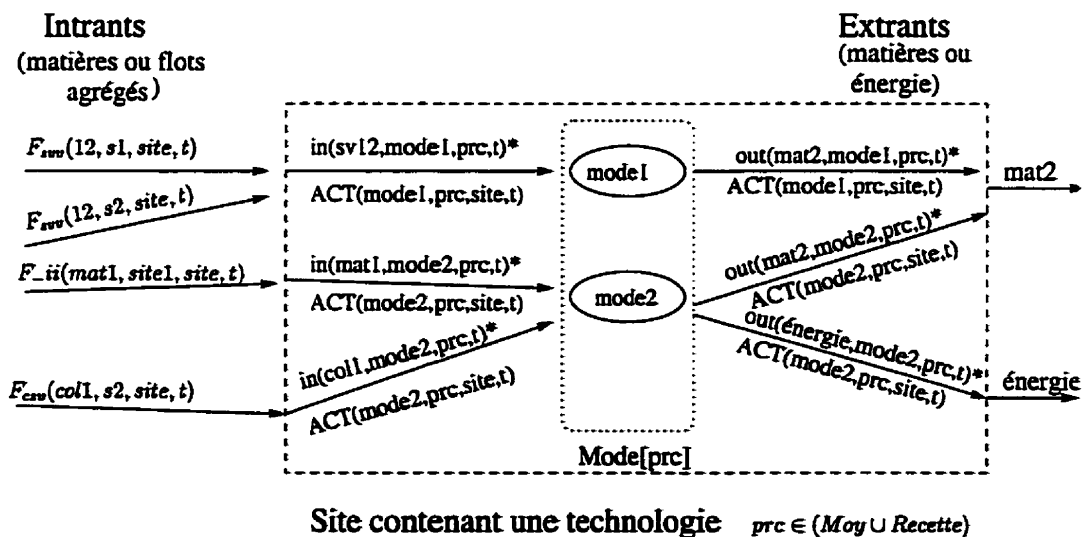 Intrants
(matières ou flots
agrégés)
Extrants
(matières ou
énergie)
F_svv(12, s1, site, t)
F_svv(12, s2, site, t)
F_ii(mat1, site1, site, t)
F_csv(col1, s2, site, t)
in(sv12,mode1,prc,t)*
ACT(mode1,prc,site,t)
in(mat1,mode2,prc,t)*
ACT(mode2,prc,site,t)
in(col1,mode2,prc,t)*
ACT(mode2,prc,site,t)
mode1
mode2
Mode[prc]
out(mat2,mode1,prc,t)*
ACT(mode1,prc,site,t)
out(mat2,mode2,prc,t)*
ACT(mode2,prc,site,t)
out(énergie,mode2,prc,t)*
ACT(mode2,prc,site,t)
mat2
énergie
Site contenant une technologie prc ∈ (Moy ∪ Recette)